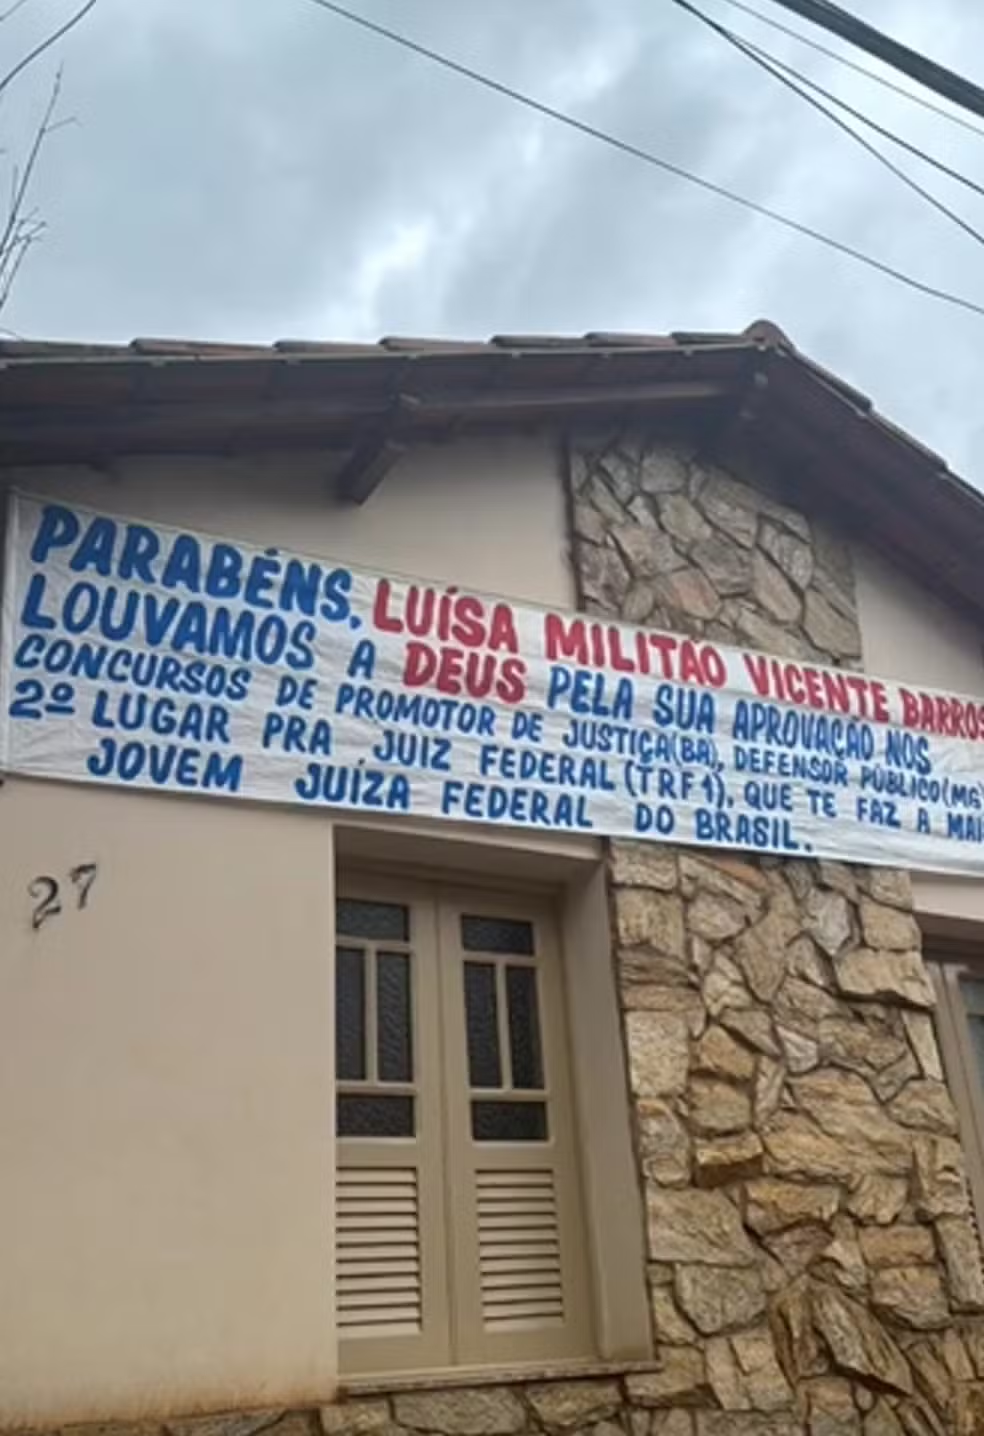 PARABÉNS, LUÍSA MILITÃO VICENTE BARROS
LOUVAMOS A DEUS PELA SUA APROVAÇÃO NOS
CONCURSOS DE PROMOTOR DE JUSTIÇA(BA), DEFENSOR PÚBLICO(MG)
2º LUGAR PRA JUIZ FEDERAL (TRF1), QUE TE FAZ A MAI
JOVEM JUÍZA FEDERAL DO BRASIL.
27